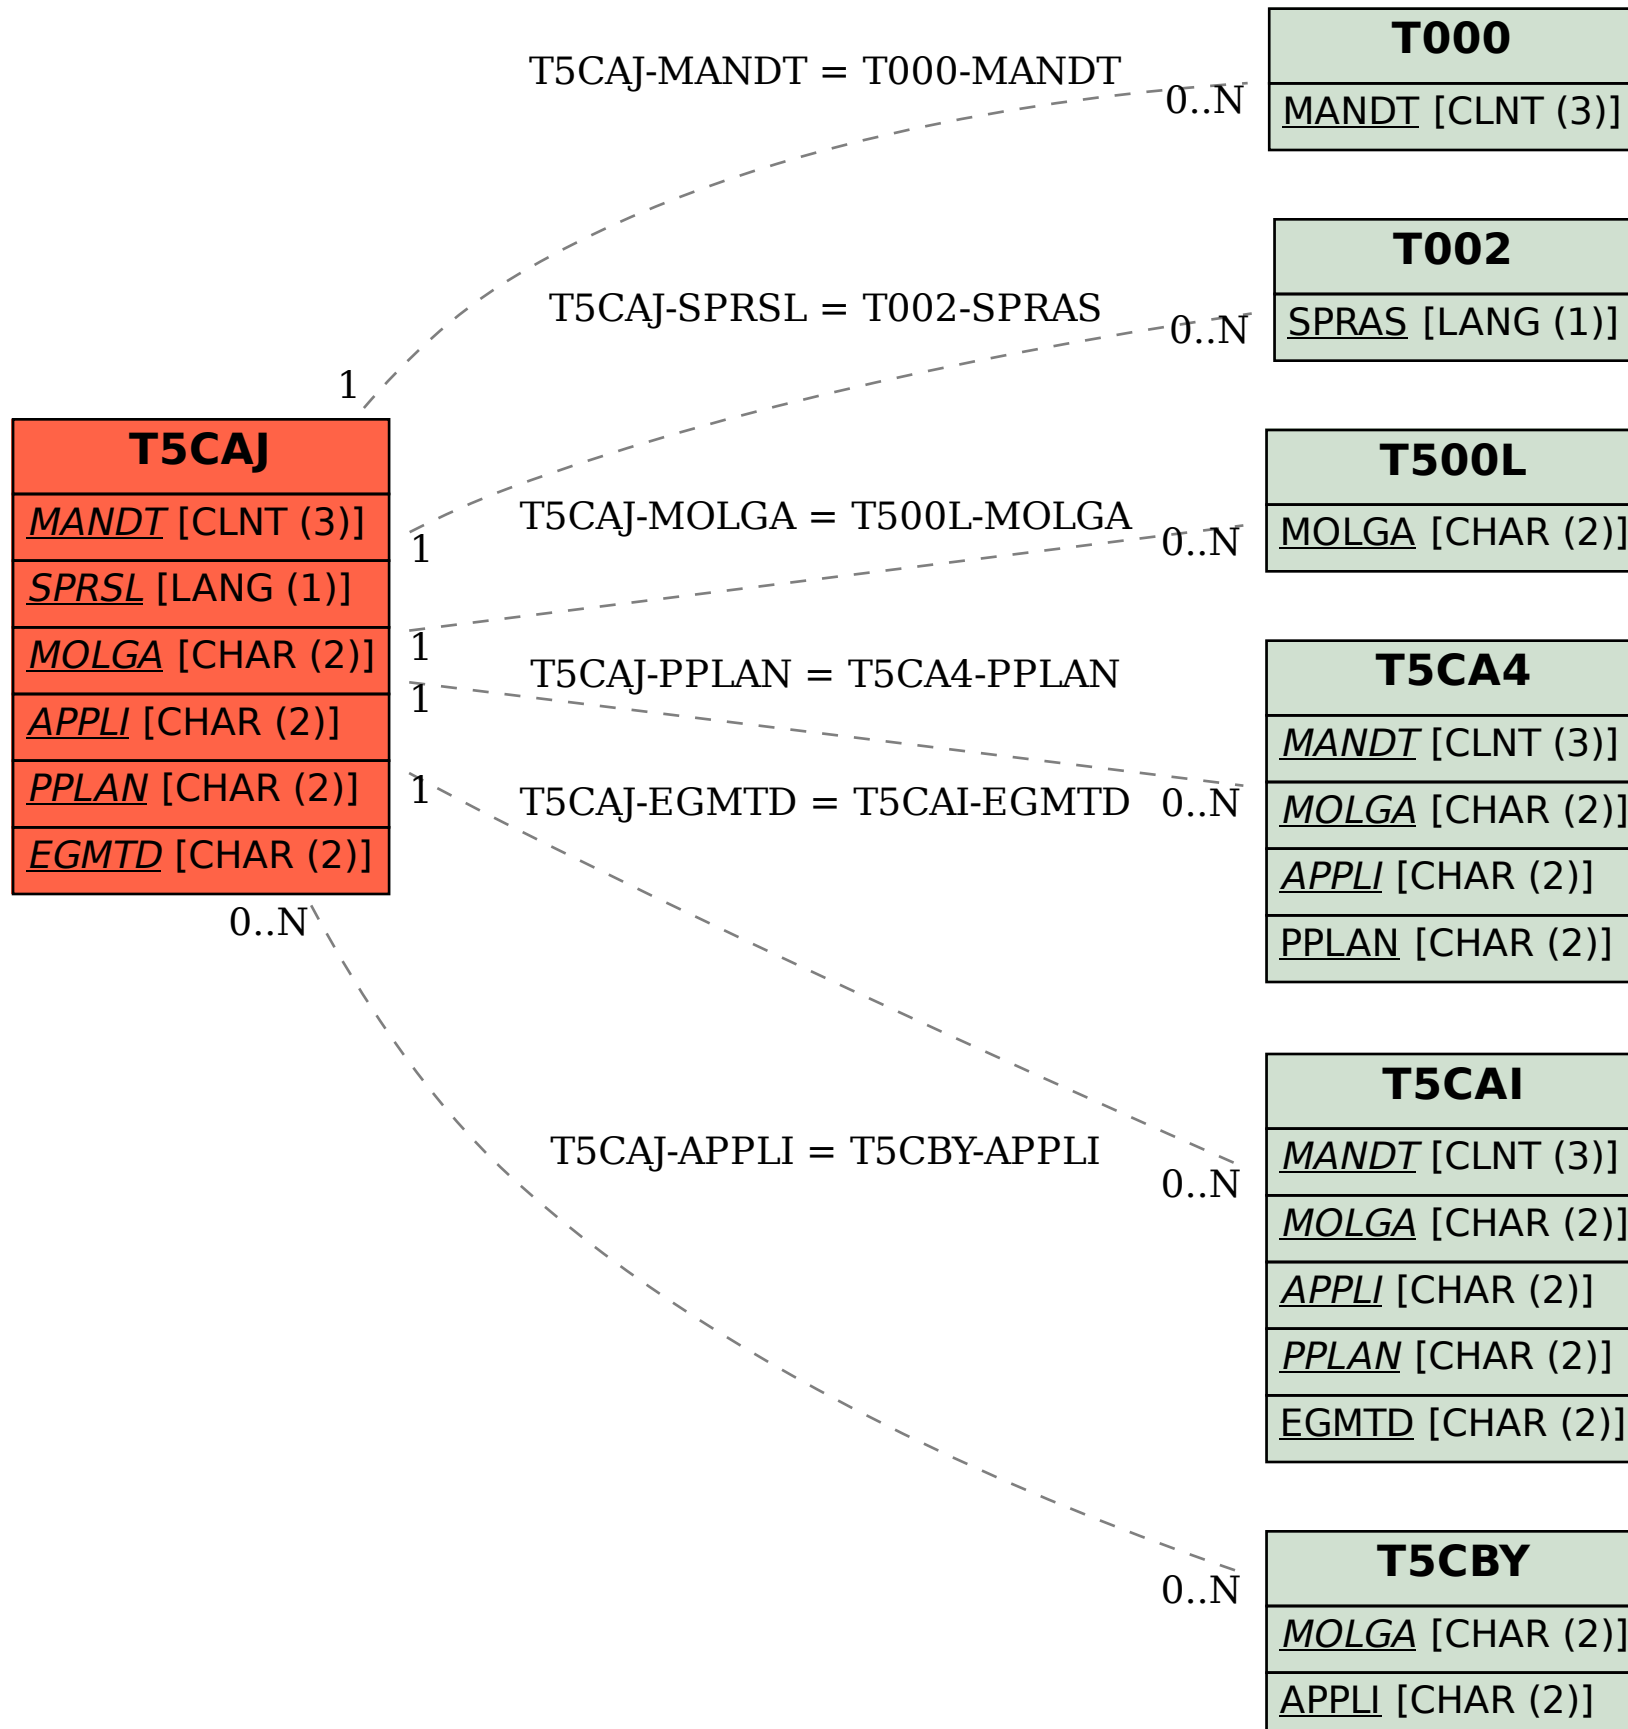 T5CAJ
MANDT [CLNT (3)]
SPRSL [LANG (1)]
MOLGA [CHAR (2)]
APPLI [CHAR (2)]
PPLAN [CHAR (2)]
EGMTD [CHAR (2)]
T5CAJ-MANDT = T000-MANDT
1
0..N
T5CAJ-SPRSL = T002-SPRAS
1
0..N
T5CAJ-MOLGA = T500L-MOLGA
1
0..N
T5CAJ-PPLAN = T5CA4-PPLAN
1
0..N
T5CAJ-EGMTD = T5CAI-EGMTD
1
0..N
T5CAJ-APPLI = T5CBY-APPLI
0..N
0..N
T000
MANDT [CLNT (3)]
T002
SPRAS [LANG (1)]
T500L
MOLGA [CHAR (2)]
T5CA4
MANDT [CLNT (3)]
MOLGA [CHAR (2)]
APPLI [CHAR (2)]
PPLAN [CHAR (2)]
T5CAI
MANDT [CLNT (3)]
MOLGA [CHAR (2)]
APPLI [CHAR (2)]
PPLAN [CHAR (2)]
EGMTD [CHAR (2)]
T5CBY
MOLGA [CHAR (2)]
APPLI [CHAR (2)]